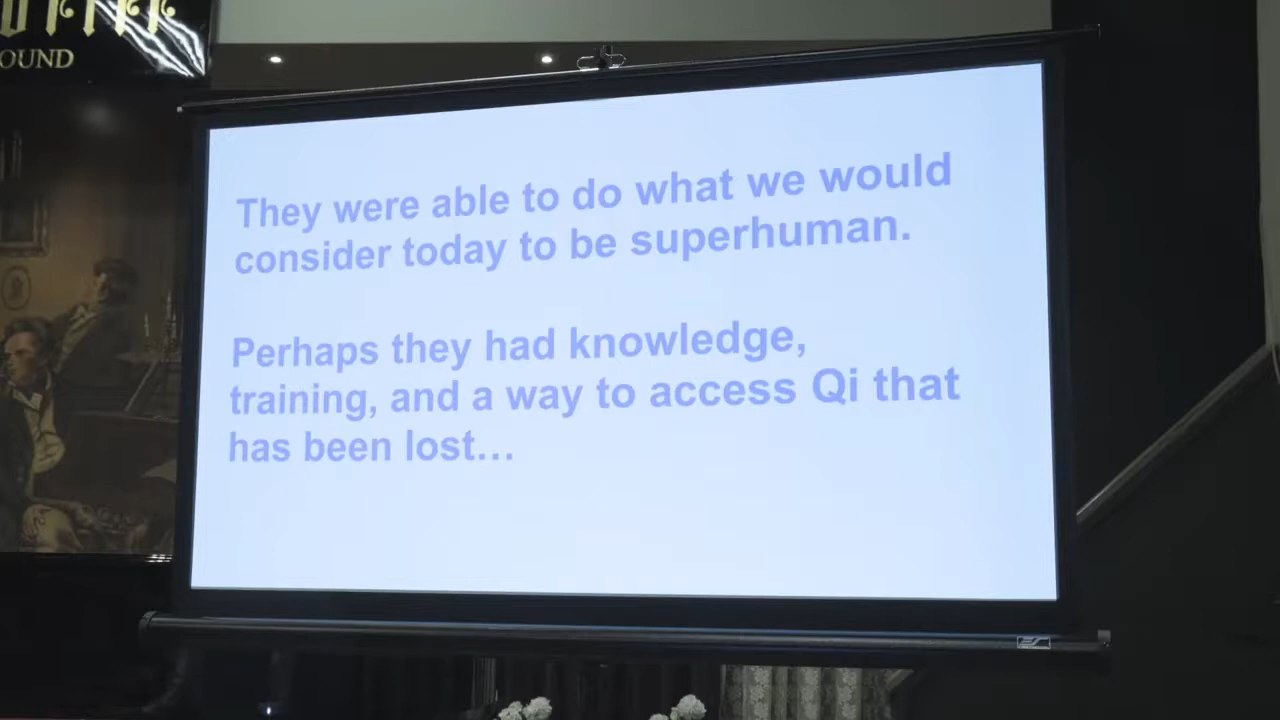 OUND
They were able to do what we would
consider today to be superhuman.
Perhaps they had knowledge,
training, and a way to access Qi that
has been lost...